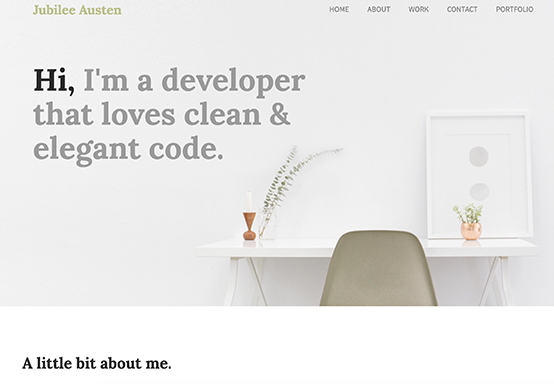 Jubilee Austen
HOME ABOUT WORK CONTACT PORTFOLIO
Hi, I'm a developer
that loves clean &
elegant code.
A little bit about me.